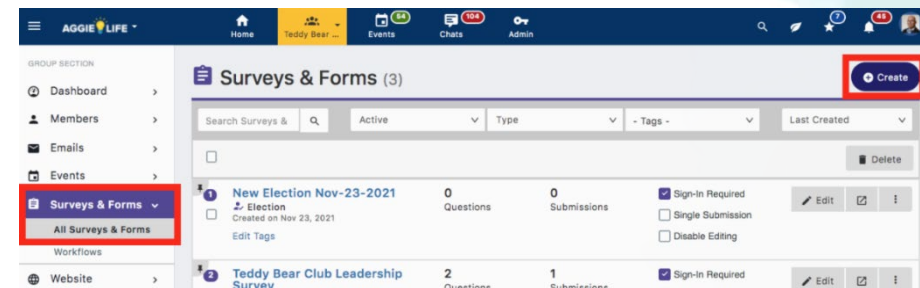 AGGIE LIFE
Home
Teddy Bear ...
Events
54
Chats
104
Admin
7
45
GROUP SECTION
Dashboard
Members
Emails
Events
Surveys & Forms
All Surveys & Forms
Workflows
Website
Surveys & Forms (3)
Create
Search Surveys &
Active
Type
- Tags -
Last Created
Delete
1
New Election Nov-23-2021
Election
Created on Nov 23, 2021
Edit Tags
0
Questions
0
Submissions
Sign-In Required
Single Submission
Disable Editing
Edit
2
Teddy Bear Club Leadership
Survey
2
Questions
1
Submissions
Sign-In Required
Edit